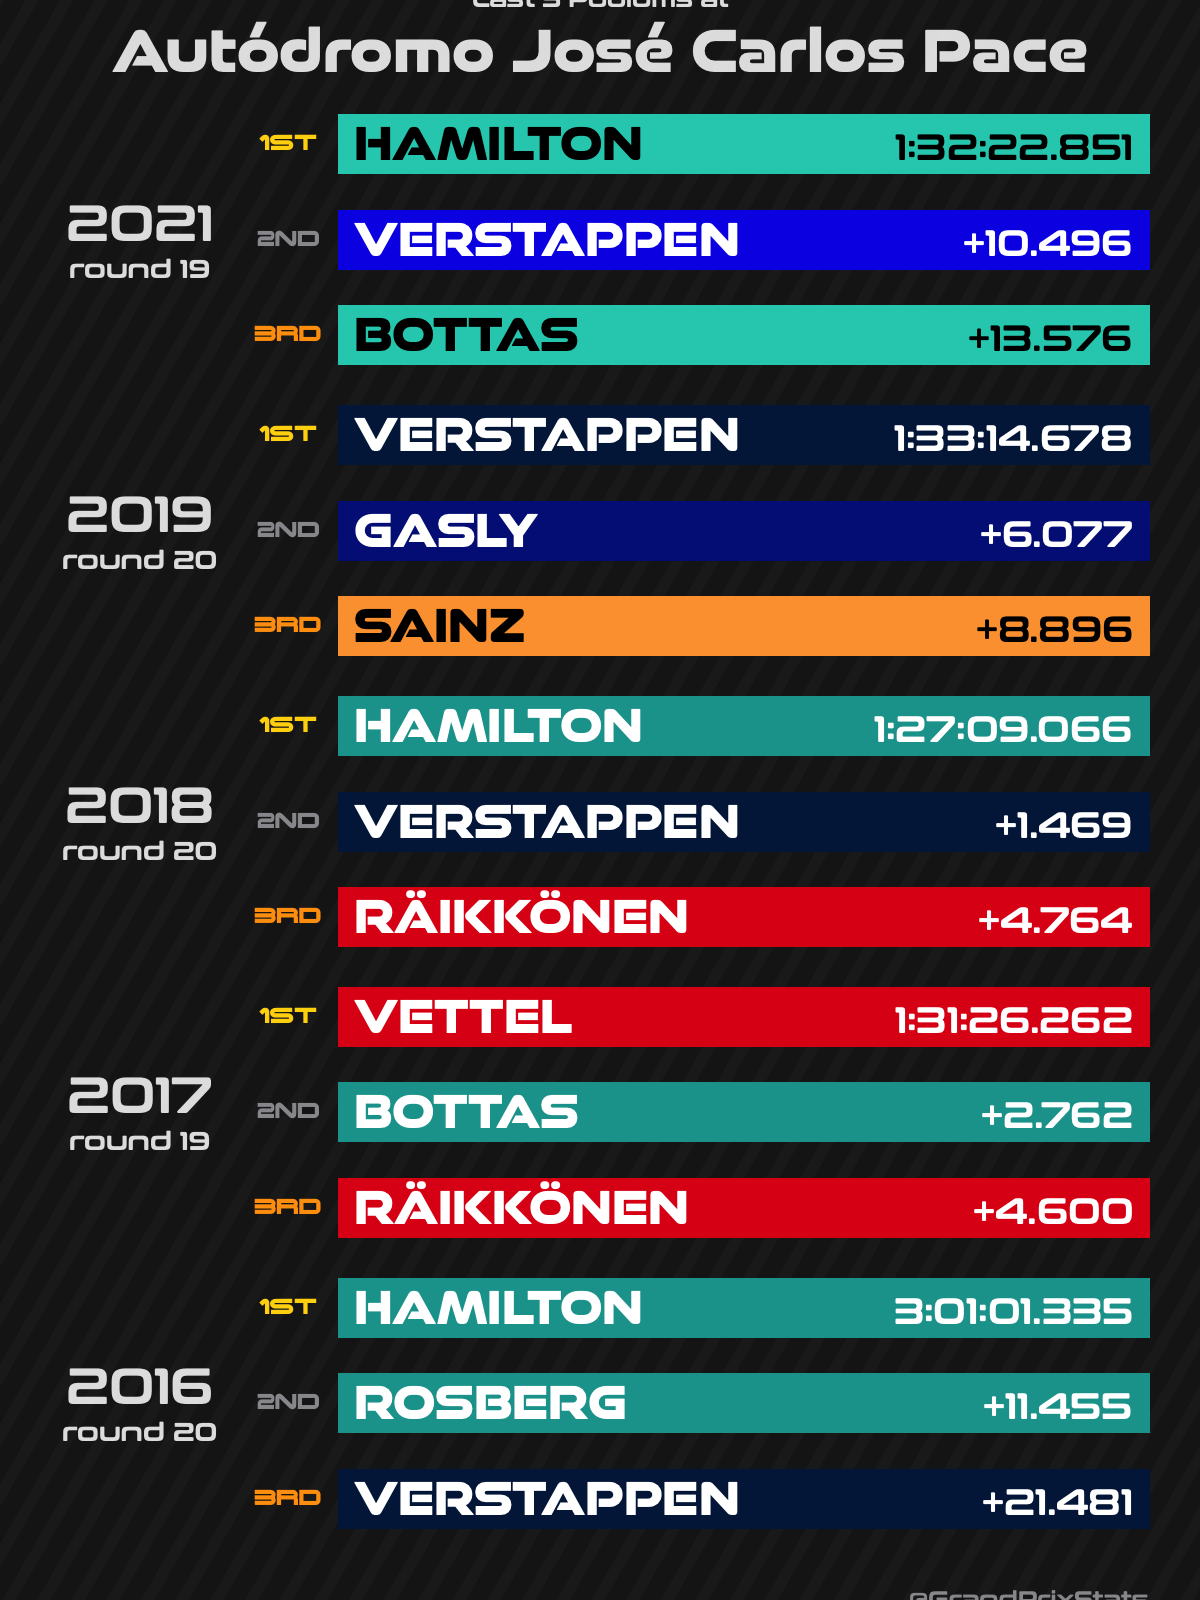 Last 5 Podiums at
Autódromo José Carlos Pace
1ST HAMILTON 1:32:22.851
2021
round 19
2ND VERSTAPPEN +10.496
3RD BOTTAS +13.576
1ST VERSTAPPEN 1:33:14.678
2019
round 20
2ND GASLY +6.077
3RD SAINZ +8.896
1ST HAMILTON 1:27:09.066
2018
round 20
2ND VERSTAPPEN +1.469
3RD RÄIKKÖNEN +4.764
1ST VETTEL 1:31:26.262
2017
round 19
2ND BOTTAS +2.762
3RD RÄIKKÖNEN +4.600
1ST HAMILTON 3:01:01.335
2016
round 20
2ND ROSBERG +11.455
3RD VERSTAPPEN +21.481
@GrandPrixStats